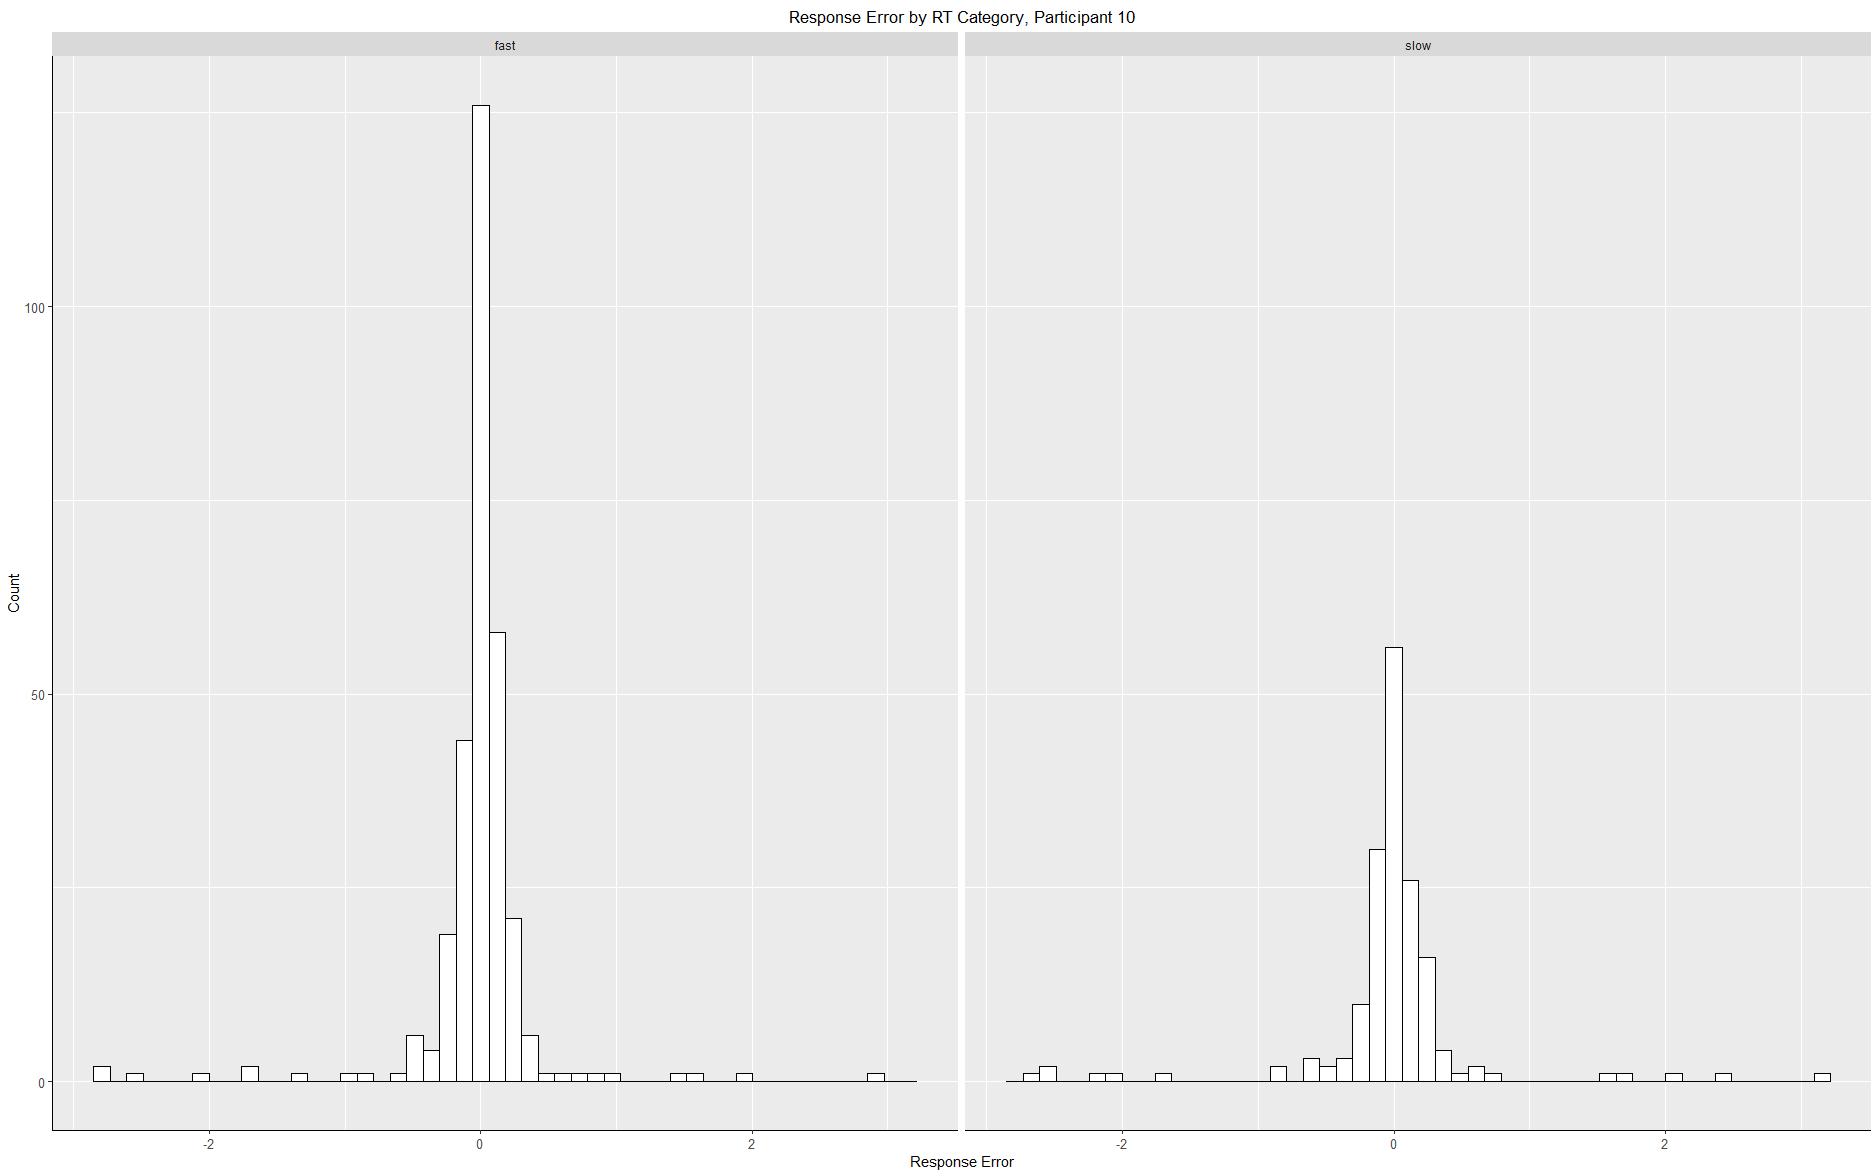 Response Error by RT Category, Participant 10
fast
slow
Count
100
50
0
-2
0
2
-2
0
2
Response Error